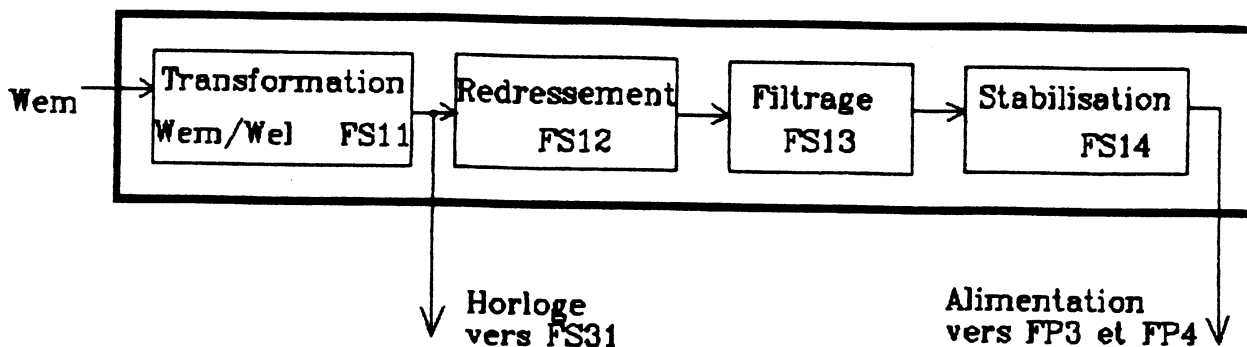 Wem
Transformation
Wem/Wel FS11
Redressement
FS12
Filtrage
FS13
Stabilisation
FS14
Horloge
vers FS31
Alimentation
vers FP3 et FP4